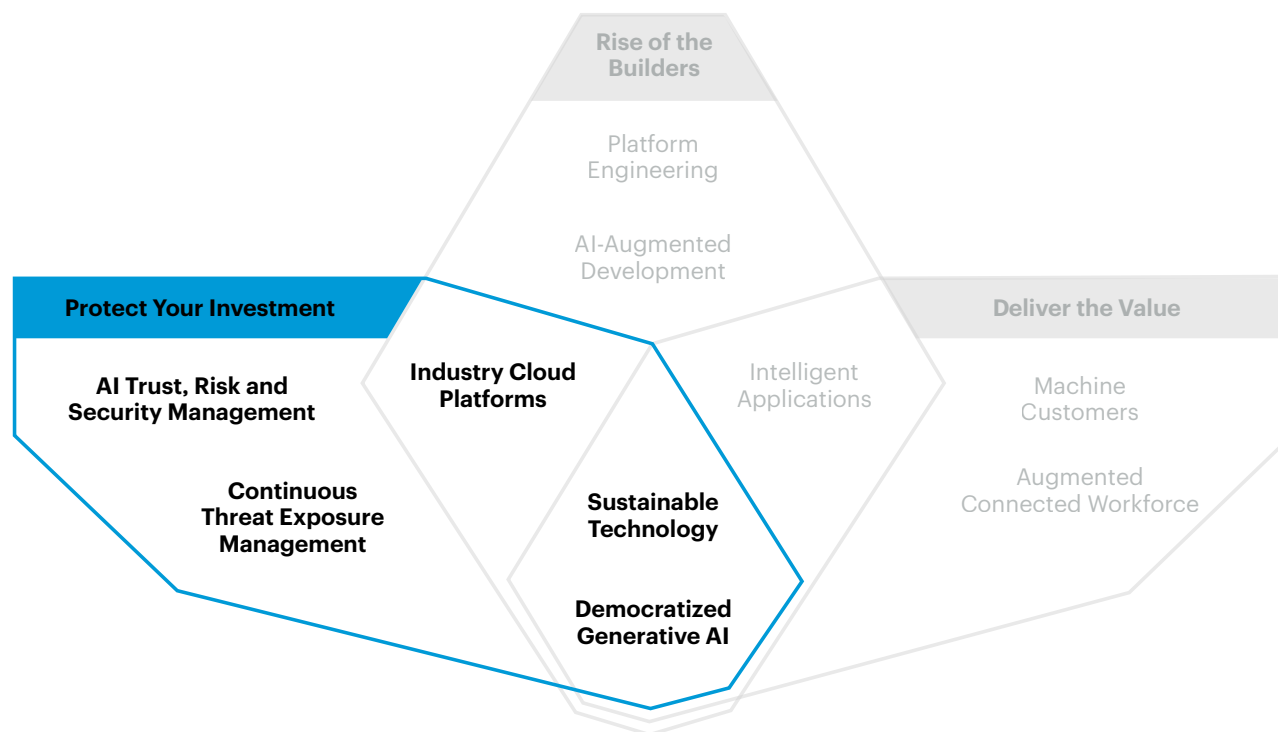 Rise of the
Builders
Platform
Engineering
AI-Augmented
Development
Protect Your Investment
Deliver the Value
AI Trust, Risk and
Security Management
Industry Cloud
Platforms
Intelligent
Applications
Machine
Customers
Continuous
Threat Exposure
Management
Sustainable
Technology
Augmented
Connected Workforce
Democratized
Generative AI